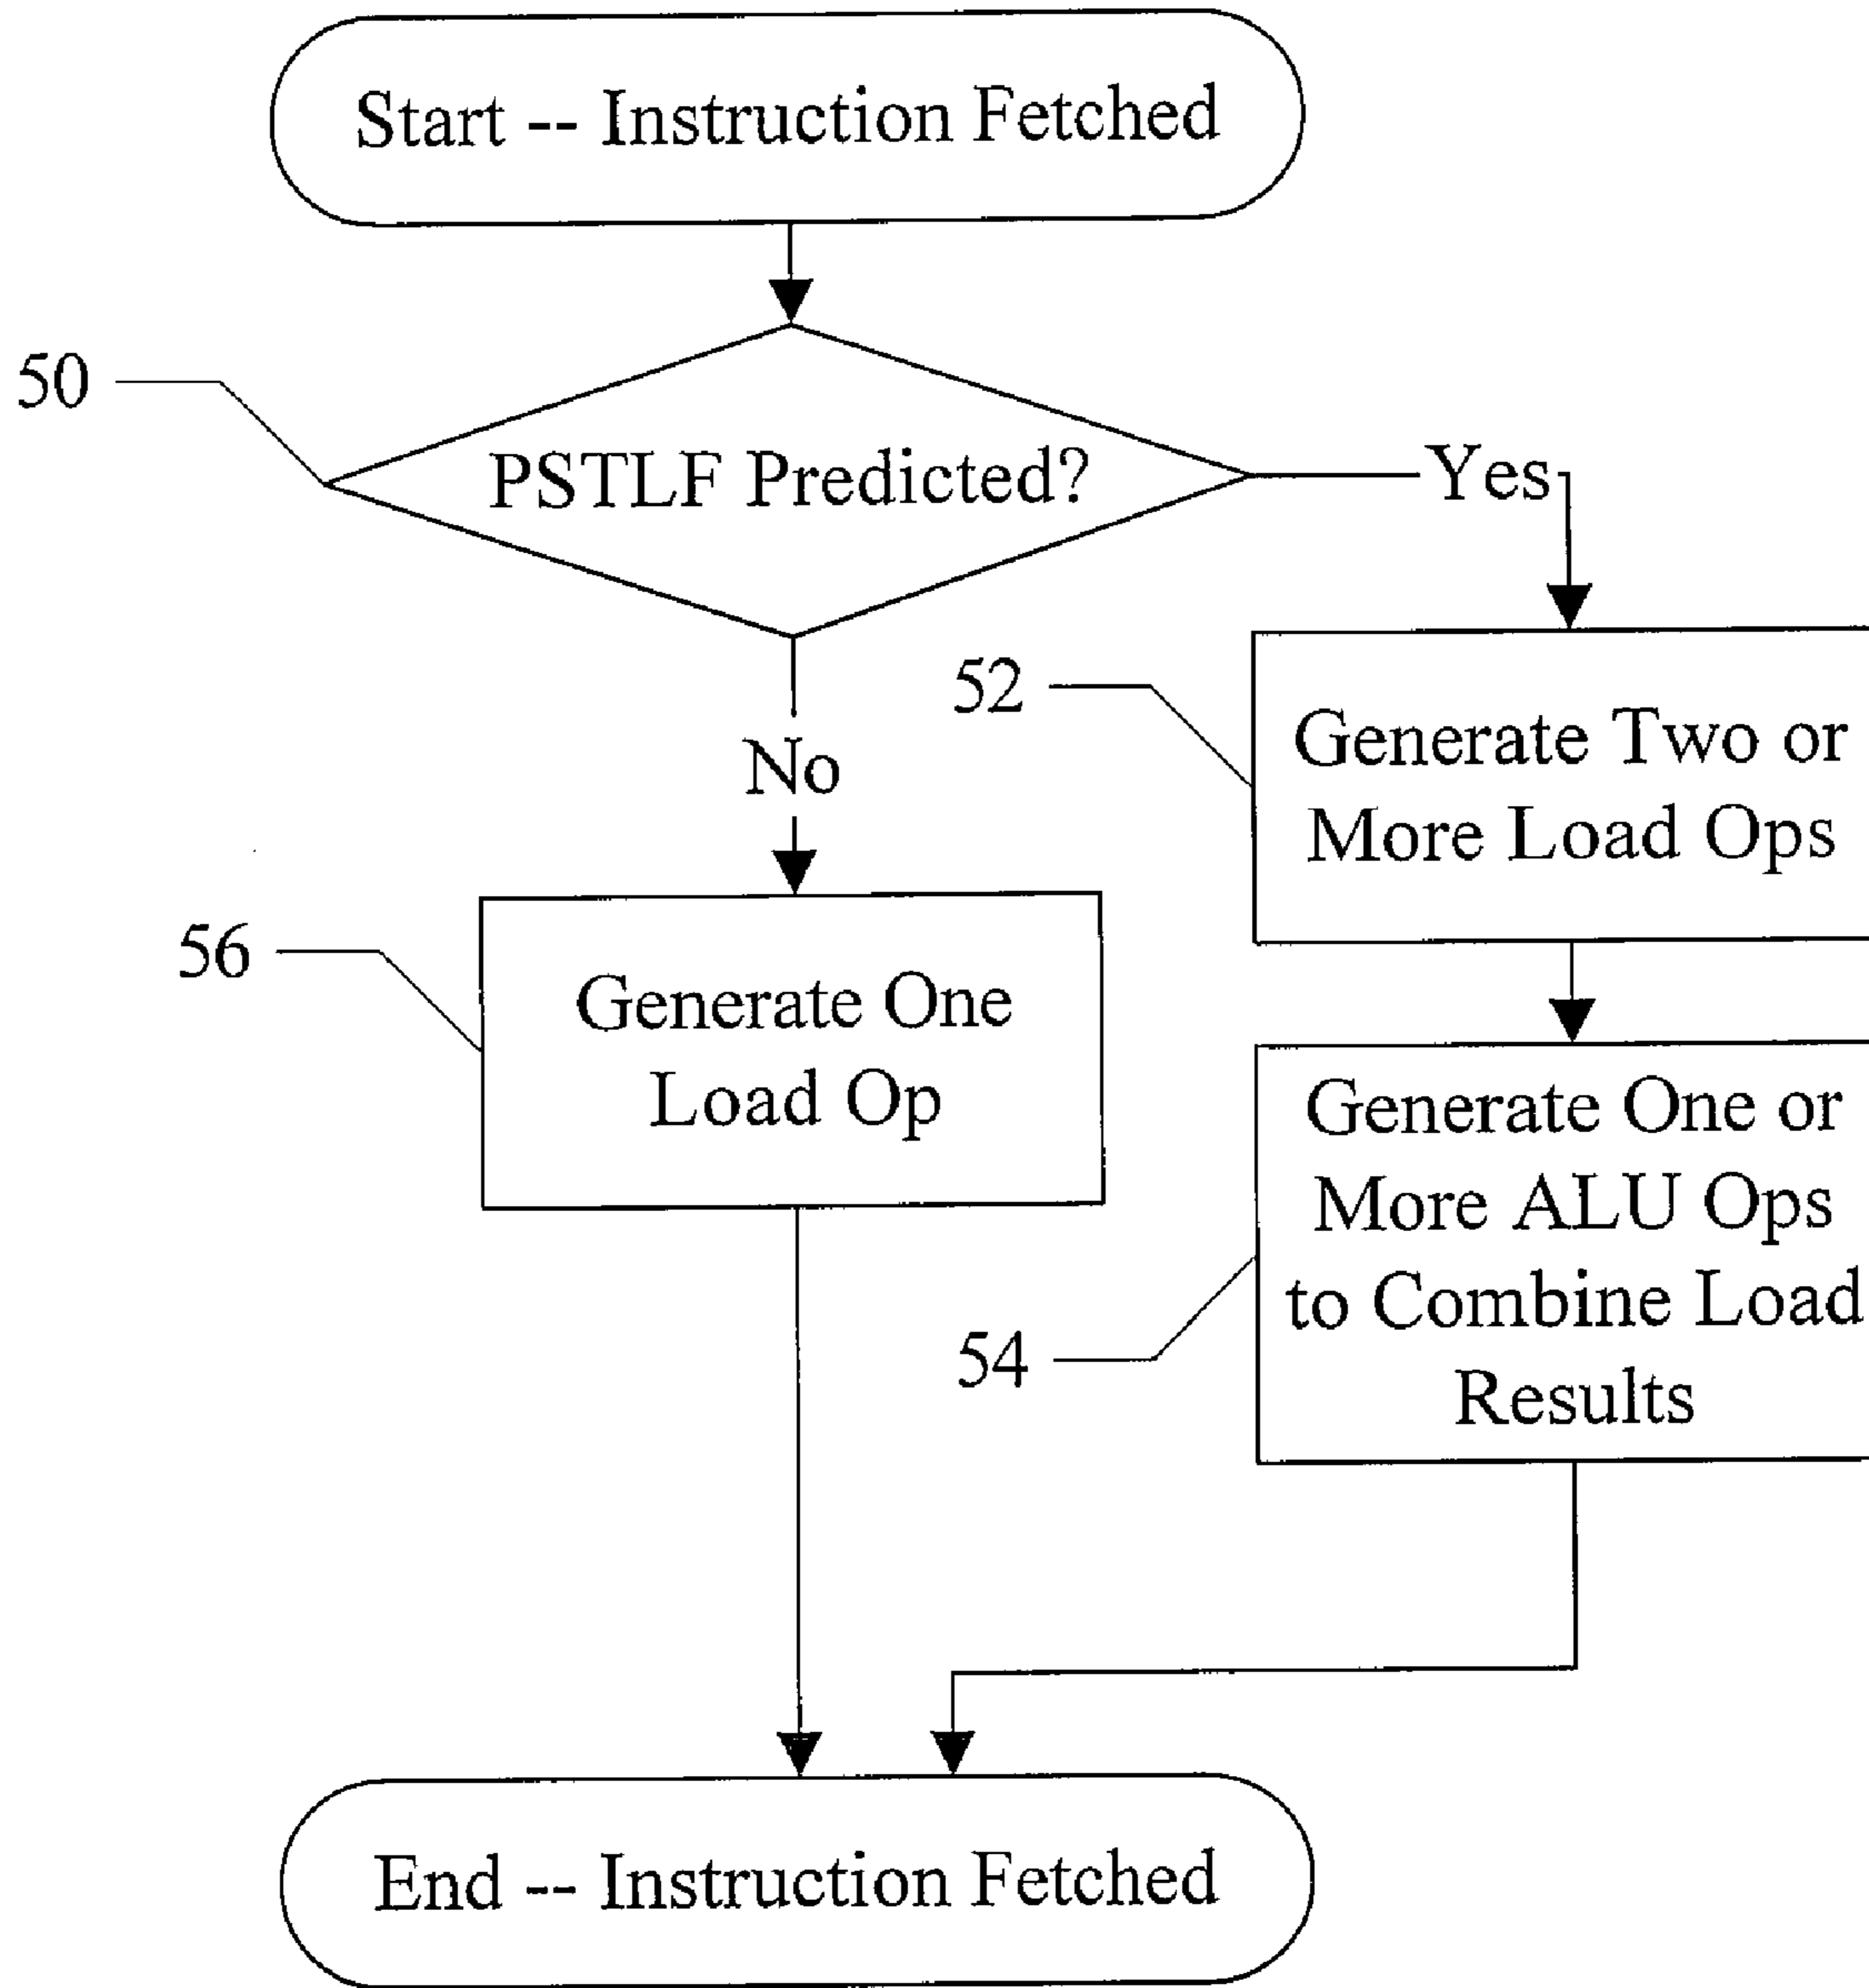 Start -- Instruction Fetched
50
PSTLF Predicted?
Yes
No
52
Generate Two or
More Load Ops
56
Generate One
Load Op
54
Generate One or
More ALU Ops
to Combine Load
Results
End -- Instruction Fetched